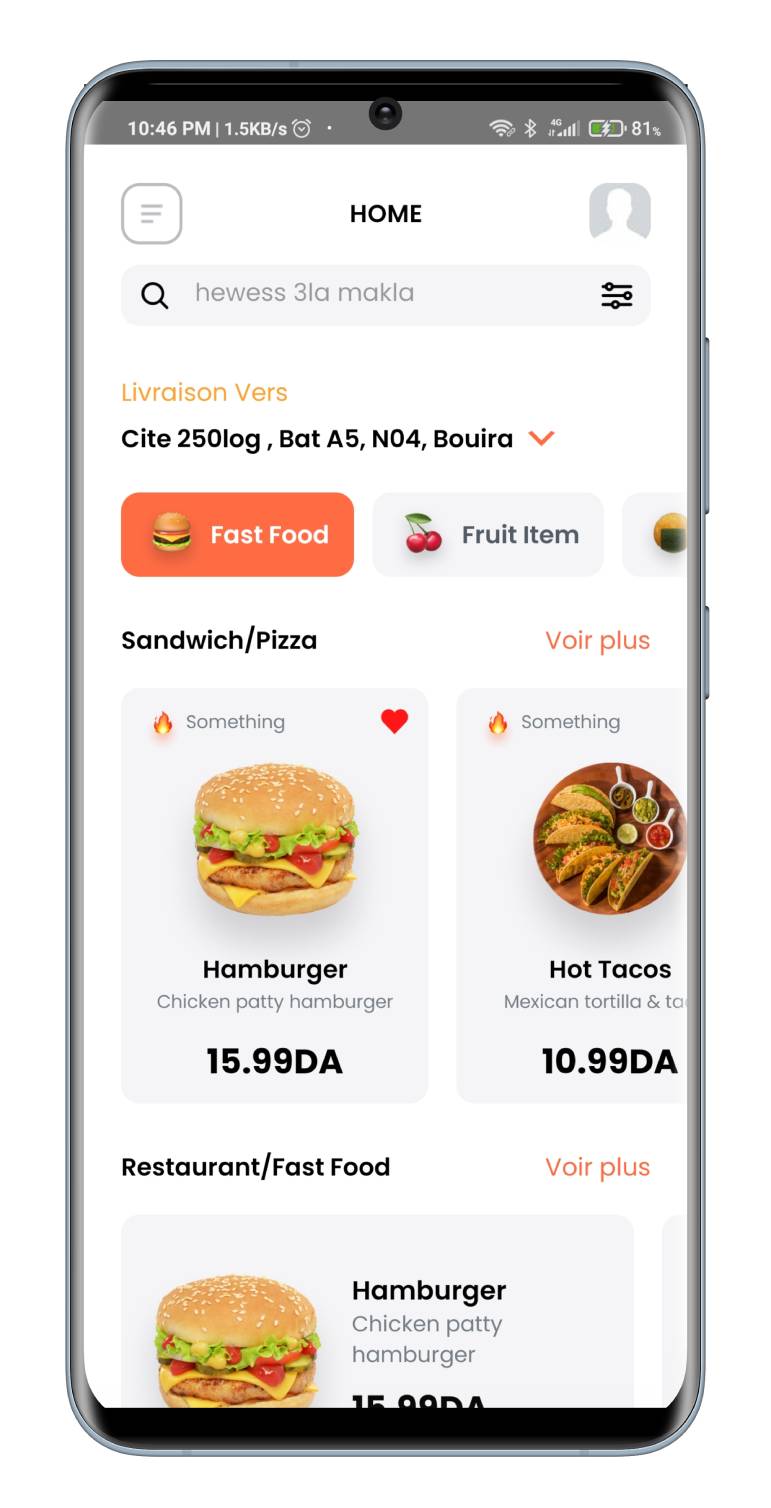 10:46 PM | 1.5KB/s
4G
81%
HOME
hewess 3la makla
Livraison Vers
Cite 250log , Bat A5, N04, Bouira
Fast Food
Fruit Item
Sandwich/Pizza
Voir plus
Something
Something
Hamburger
Hot Tacos
Chicken patty hamburger
Mexican tortilla & ta
15.99DA
10.99DA
Restaurant/Fast Food
Voir plus
Hamburger
Chicken patty
hamburger
15.99DA